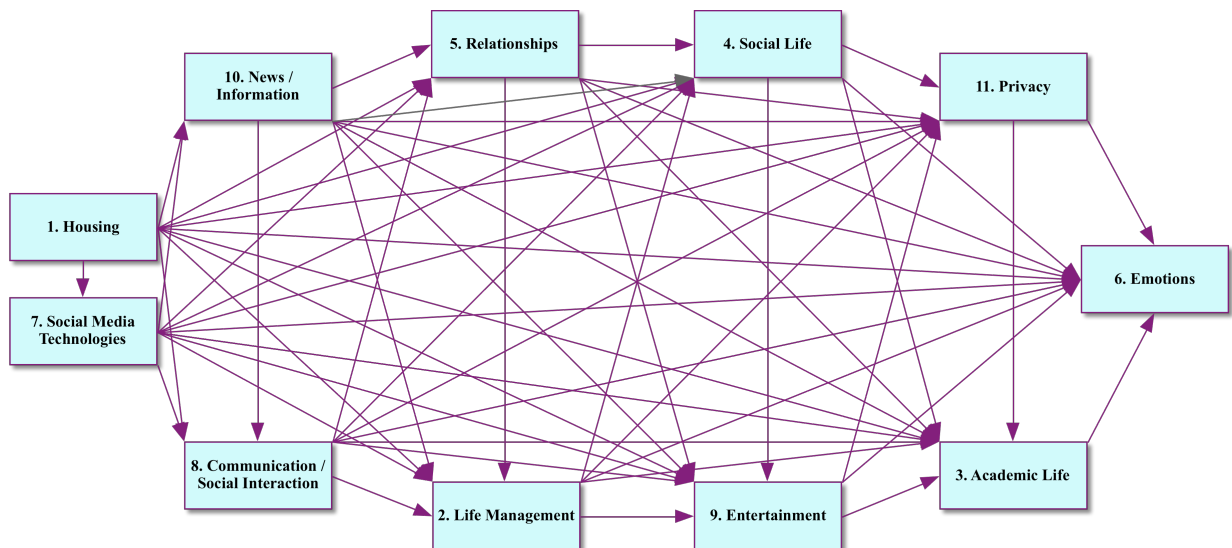 5. Relationships
4. Social Life
10. News /
Information
11. Privacy
1. Housing
6. Emotions
7. Social Media
Technologies
8. Communication /
Social Interaction
3. Academic Life
2. Life Management
9. Entertainment